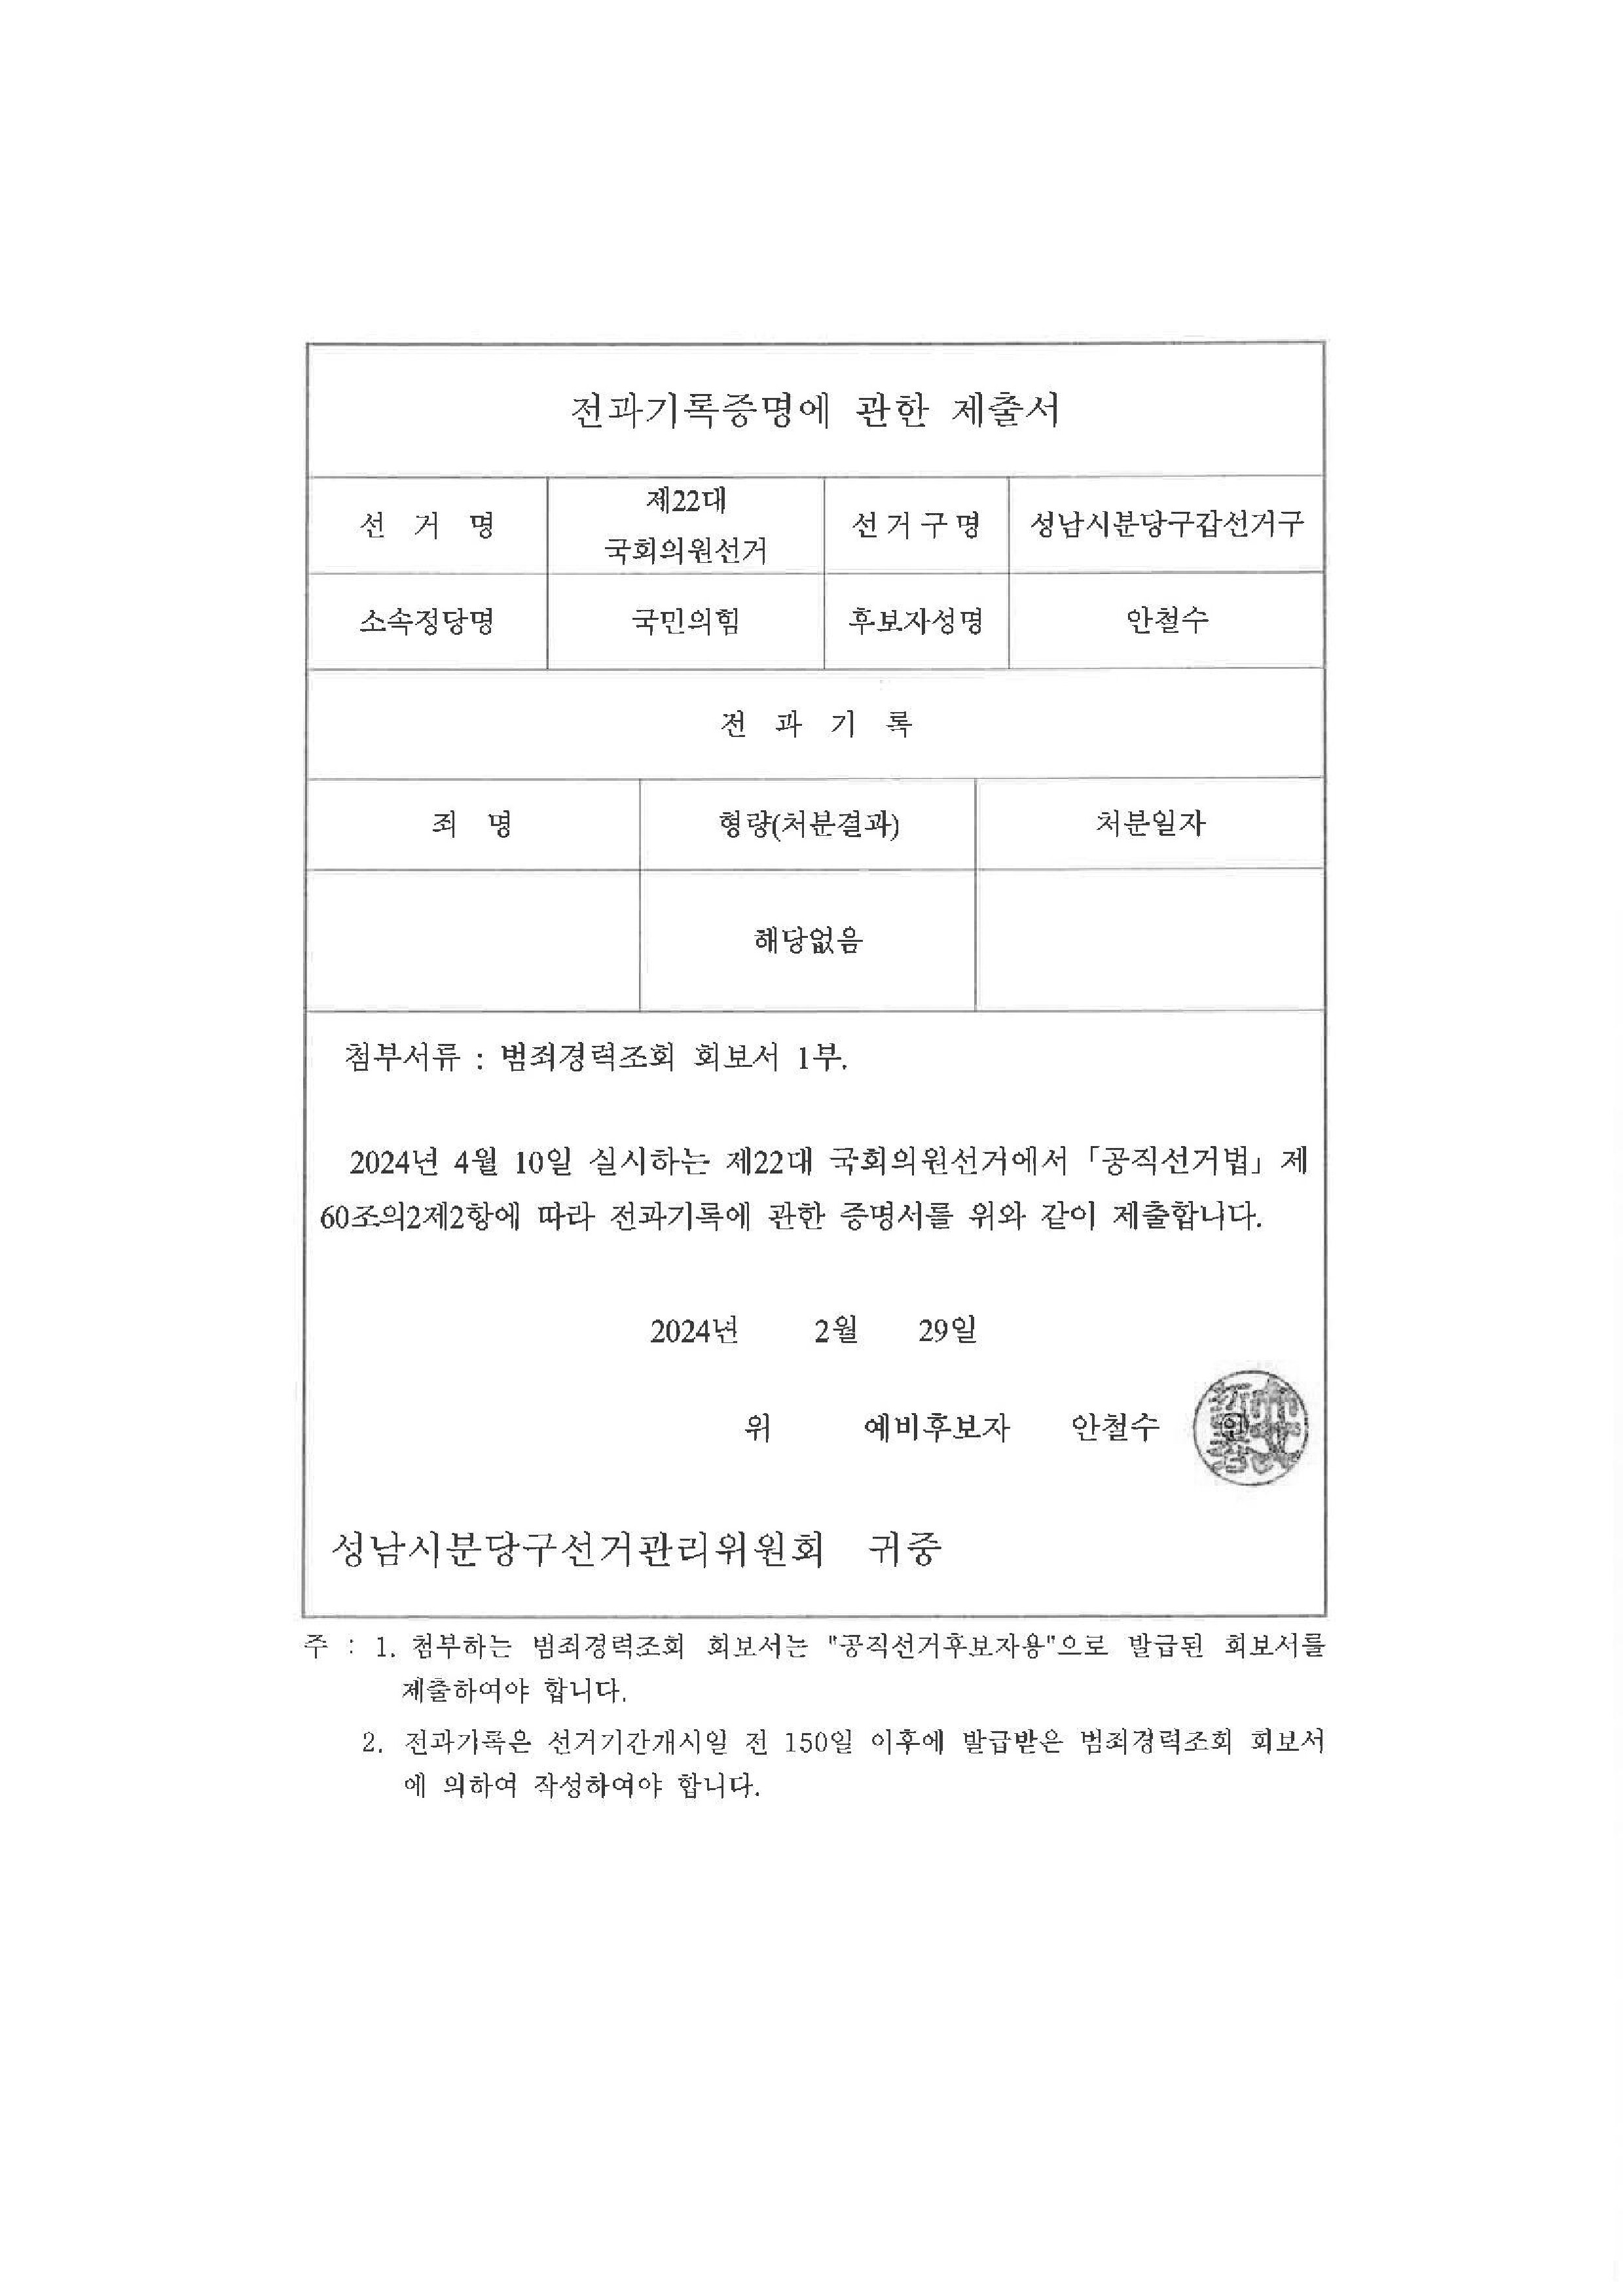 전과기록증명에 관한 제출서
선 거 명 제22대 국회의원선거 선거구명 성남시분당구갑선거구
소속정당명 국민의힘 후보자성명 안철수
전 과 기 록
죄 명 형량(처분결과) 처분일자
해당없음
첨부서류 : 범죄경력조회 회보서 1부.
2024년 4월 10일 실시하는 제22대 국회의원선거에서 「공직선거법」 제
60조의2제2항에 따라 전과기록에 관한 증명서를 위와 같이 제출합니다.
2024년 2월 29일
위 예비후보자 안철수
성남시분당구선거관리위원회 귀중
주 : 1. 첨부하는 범죄경력조회 회보서는 "공직선거후보자용"으로 발급된 회보서를
제출하여야 합니다.
2. 전과기록은 선거기간개시일 전 150일 이후에 발급받은 범죄경력조회 회보서
에 의하여 작성하여야 합니다.